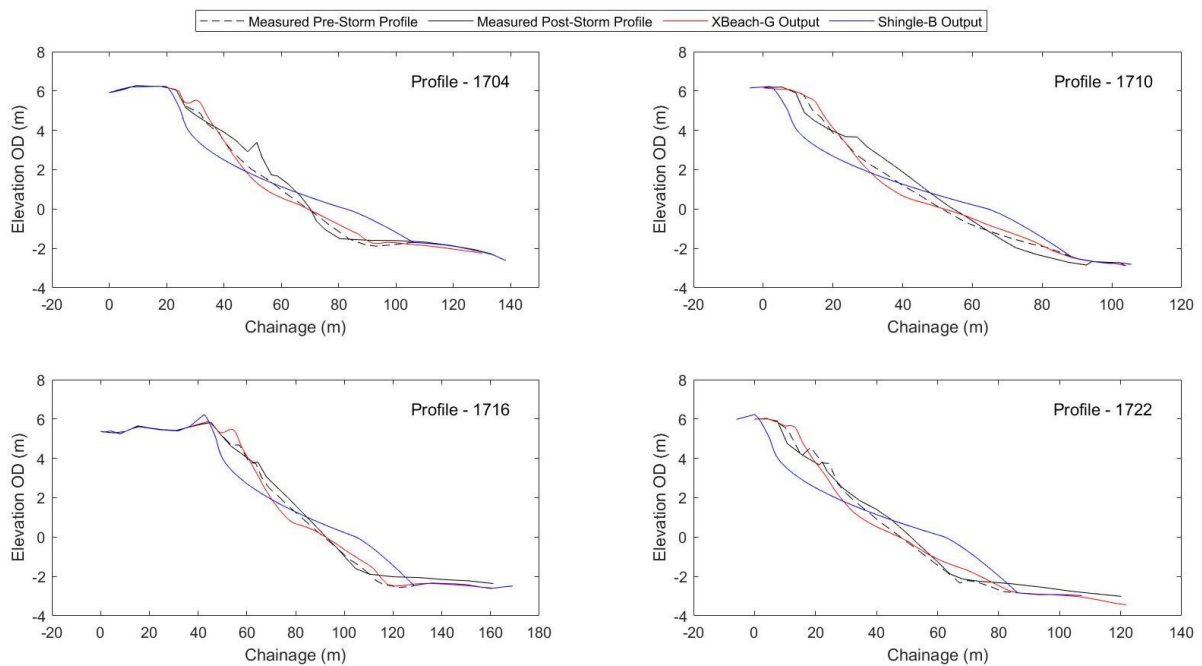 Measured Pre-Storm Profile Measured Post-Storm Profile XBeach-G Output Shingle-B Output
8
6
4
2
0
-2
-4
Elevation OD (m)
Profile - 1704
-20 0 20 40 60 80 100 120 140
Chainage (m)
8
6
4
2
0
-2
-4
Elevation OD (m)
Profile - 1710
-20 0 20 40 60 80 100 120
Chainage (m)
8
6
4
2
0
-2
-4
Elevation OD (m)
Profile - 1716
-20 0 20 40 60 80 100 120 140 160 180
Chainage (m)
8
6
4
2
0
-2
-4
Elevation OD (m)
Profile - 1722
-20 0 20 40 60 80 100 120 140
Chainage (m)